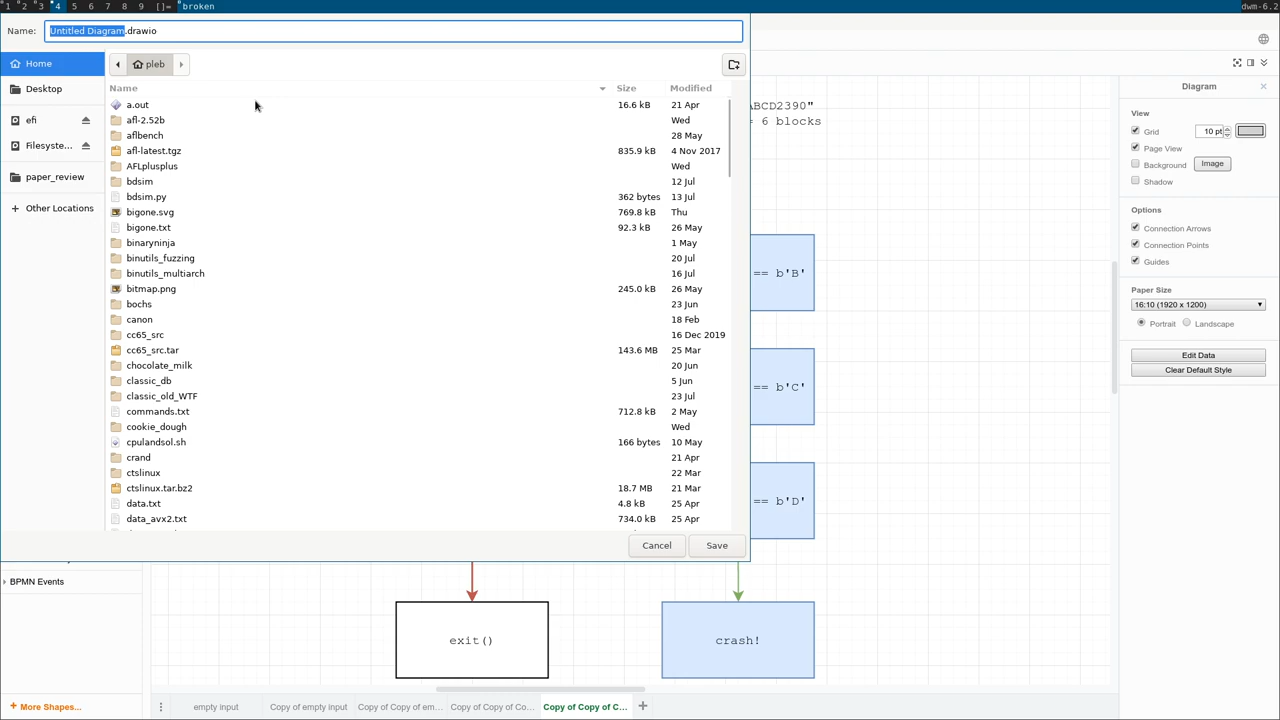 "1 "2 "3 "4 5 6 7 8 9 []= "broken dwm-6.2
Name: Untitled Diagram.drawio
Home
Desktop
efi
Filesyste...
paper_review
Other Locations
pleb
Name Size Modified
a.out 16.6 kB 21 Apr
afl-2.52b Wed
aflbench 28 May
afl-latest.tgz 835.9 kB 4 Nov 2017
AFLplusplus Wed
bdsim 12 Jul
bdsim.py 362 bytes 13 Jul
bigone.svg 769.8 kB Thu
bigone.txt 92.3 kB 26 May
binaryninja 1 May
binutils_fuzzing 20 Jul
binutils_multiarch 16 Jul
bitmap.png 245.0 kB 26 May
bochs 23 Jun
canon 18 Feb
cc65_src 16 Dec 2019
cc65_src.tar 143.6 MB 25 Mar
chocolate_milk 20 Jun
classic_db 5 Jun
classic_old_WTF 23 Jul
commands.txt 712.8 kB 2 May
cookie_dough Wed
cpulandsol.sh 166 bytes 10 May
crand 21 Apr
ctslinux 22 Mar
ctslinux.tar.bz2 18.7 MB 21 Mar
data.txt 4.8 kB 25 Apr
data_avx2.txt 734.0 kB 25 Apr
Cancel Save
ABCD2390"
= 6 blocks
== b'B'
== b'C'
== b'D'
exit()
crash!
BPMN Events
+ More Shapes...
empty input Copy of empty input Copy of Copy of em... Copy of Copy of Co... Copy of Copy of C...
Diagram
View
Grid 10 pt
Page View
Background Image
Shadow
Options
Connection Arrows
Connection Points
Guides
Paper Size
16:10 (1920 x 1200)
Portrait Landscape
Edit Data
Clear Default Style